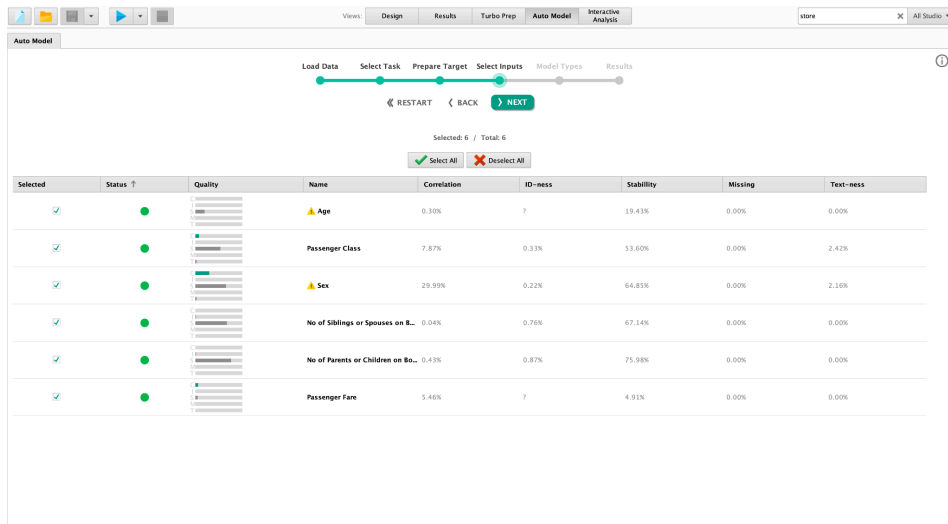 Views: Design Results Turbo Prep Auto Model Interactive Analysis store All Studio
Auto Model
Load Data Select Task Prepare Target Select Inputs Model Types Results
RESTART BACK NEXT
Selected: 6 / Total: 6
Select All Deselect All
Selected Status Quality Name Correlation ID-ness Stability Missing Text-ness
C
I
S Age 0.30% ? 19.43% 0.00% 0.00%
M
T
C
I
S Passenger Class 7.87% 0.33% 53.60% 0.00% 2.42%
M
T
C
I
S Sex 29.99% 0.22% 64.85% 0.00% 2.16%
M
T
C
I
S No of Siblings or Spouses on B... 0.04% 0.76% 67.14% 0.00% 0.00%
M
T
C
I
S No of Parents or Children on Bo... 0.43% 0.87% 75.98% 0.00% 0.00%
M
T
C
I
S Passenger Fare 5.46% ? 4.91% 0.00% 0.00%
M
T